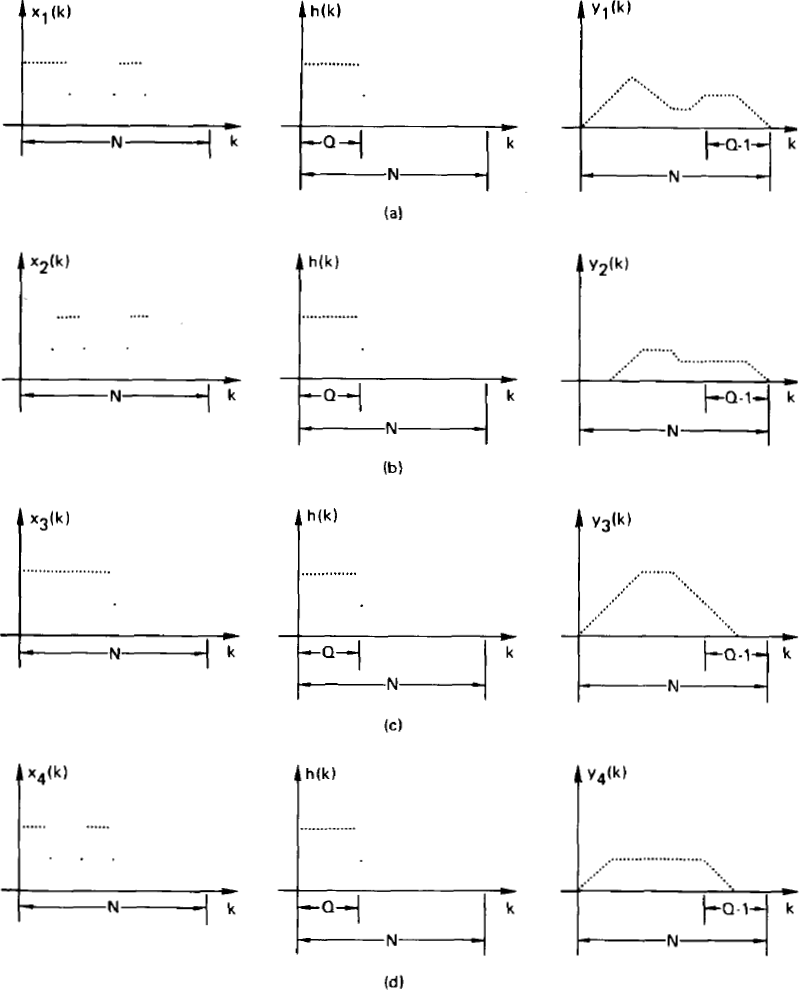 x1(k) h(k) y1(k)
N k Q k Q-1 k
N N
(a)
x2(k) h(k) y2(k)
N k Q k Q-1 k
N N
(b)
x3(k) h(k) y3(k)
N k Q k Q-1 k
N N
(c)
x4(k) h(k) y4(k)
N k Q k Q-1 k
N N
(d)